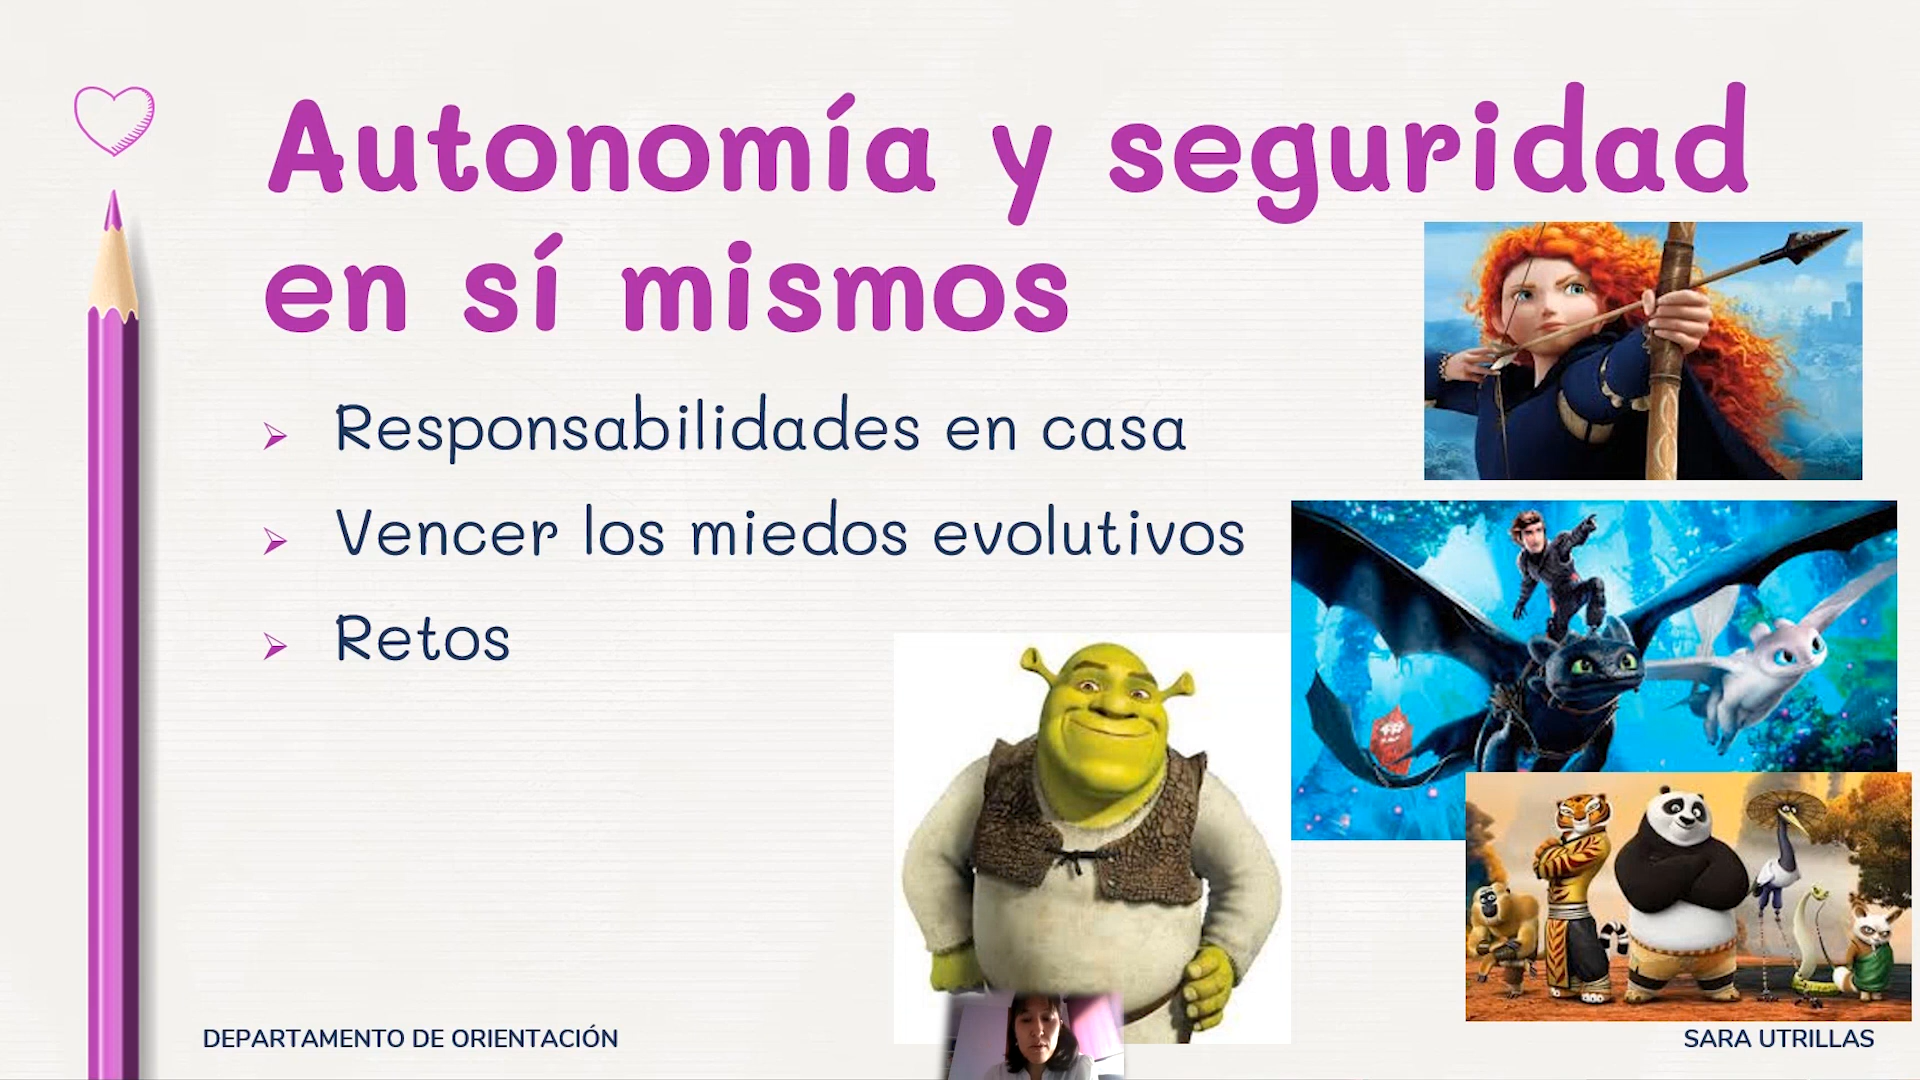 Autonomía y seguridad
en sí mismos
Responsabilidades en casa
Vencer los miedos evolutivos
Retos
DEPARTAMENTO DE ORIENTACIÓN
SARA UTRILLAS